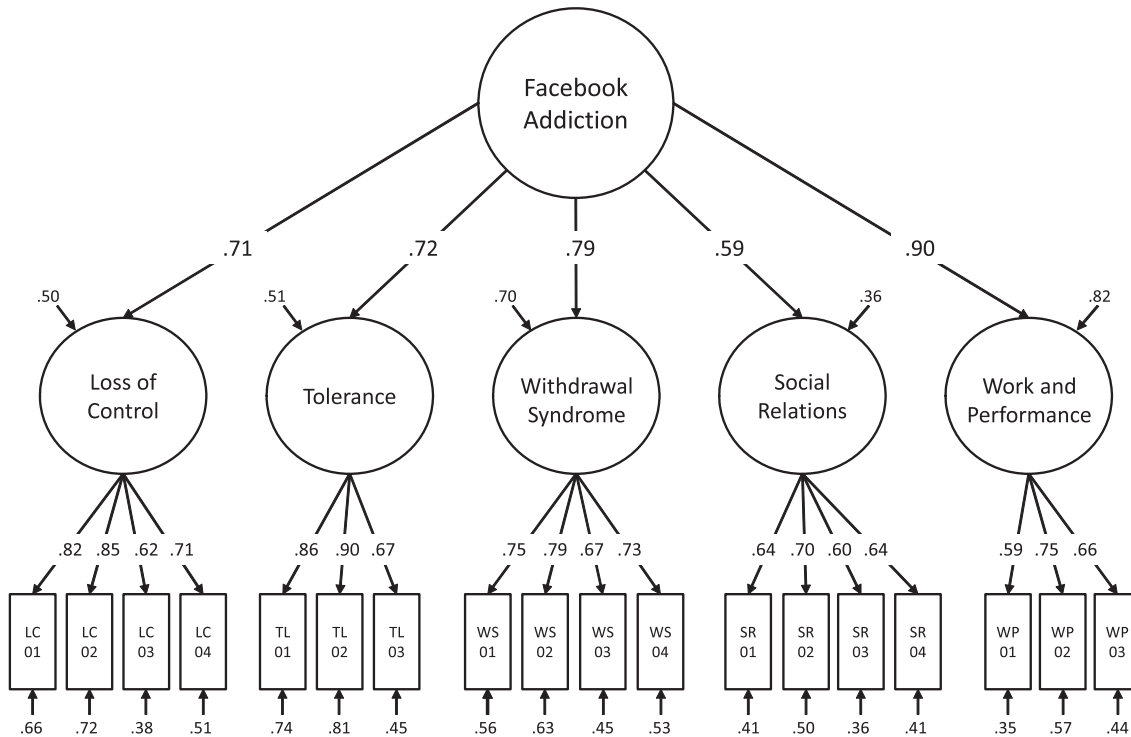 Facebook
Addiction
.71 .72 .79 .59 .90
.50 .51 .70 .36 .82
Loss of
Control
Tolerance
Withdrawal
Syndrome
Social
Relations
Work and
Performance
.82 .85 .62 .71 .86 .90 .67 .75 .79 .67 .73 .64 .70 .60 .64 .59 .75 .66
LC LC LC LC TL TL TL WS WS WS WS SR SR SR SR WP WP WP
01 02 03 04 01 02 03 01 02 03 04 01 02 03 04 01 02 03
.66 .72 .38 .51 .74 .81 .45 .56 .63 .45 .53 .41 .50 .36 .41 .35 .57 .44